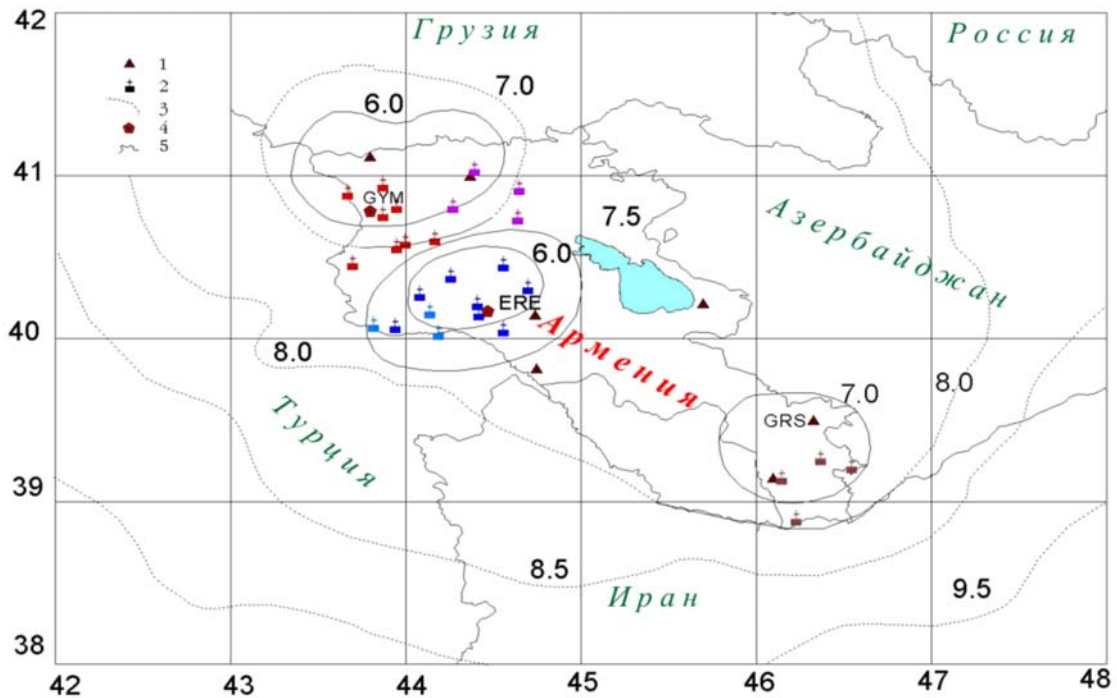 42
Грузия
Россия
1
2
3
4
5
7.0
6.0
41
GYM
7.5
Азербайджан
6.0
ERE
40
Армения
8.0
8.0
7.0
Турция
GRS
39
8.5
Иран
9.5
38
42
43
44
45
46
47
48